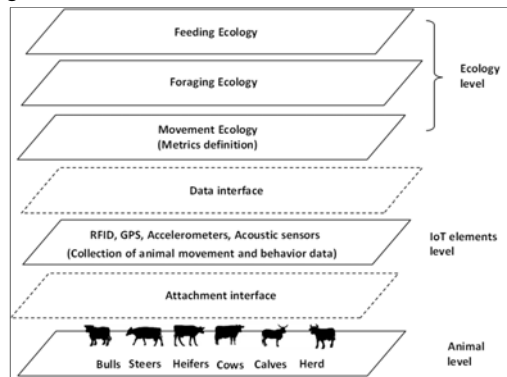 Feeding Ecology
Ecology
level
Foraging Ecology
Movement Ecology
(Metrics definition)
Data interface
RFID, GPS, Accelerometers, Acoustic sensors
(Collection of animal movement and behavior data)
IoT elements
level
Attachment interface
Bulls Steers Heifers Cows Calves Herd
Animal
level